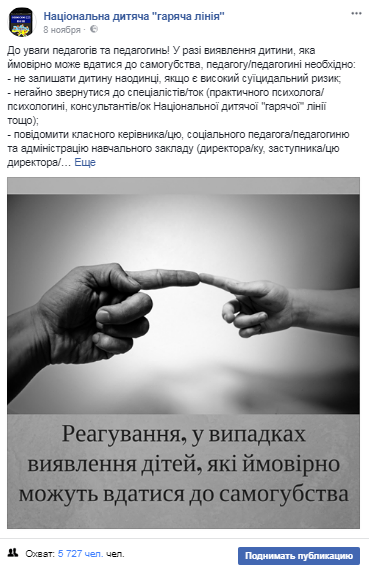 Національна дитяча "гаряча лінія"
8 ноября ·
До уваги педагогів та педагогинь! У разі виявлення дитини, яка
ймовірно може вдатися до самогубства, педагогу/педагогині необхідно:
- не залишати дитину наодинці, якщо є високий суїцидальний ризик;
- негайно звернутися до спеціалістів/ток (практичного психолога/
психологині, консультантів/ок Національної дитячої "гарячої" лінії
тощо);
- повідомити класного керівника/цю, соціального педагога/педагогиню
та адміністрацію навчального закладу (директора/ку, заступника/цю
директора/… Еще
Реагування, у випадках
виявлення дітей, які ймовірно
можуть вдатися до самогубства
Охват: 5 727 чел. чел.
Поднимать публикацию